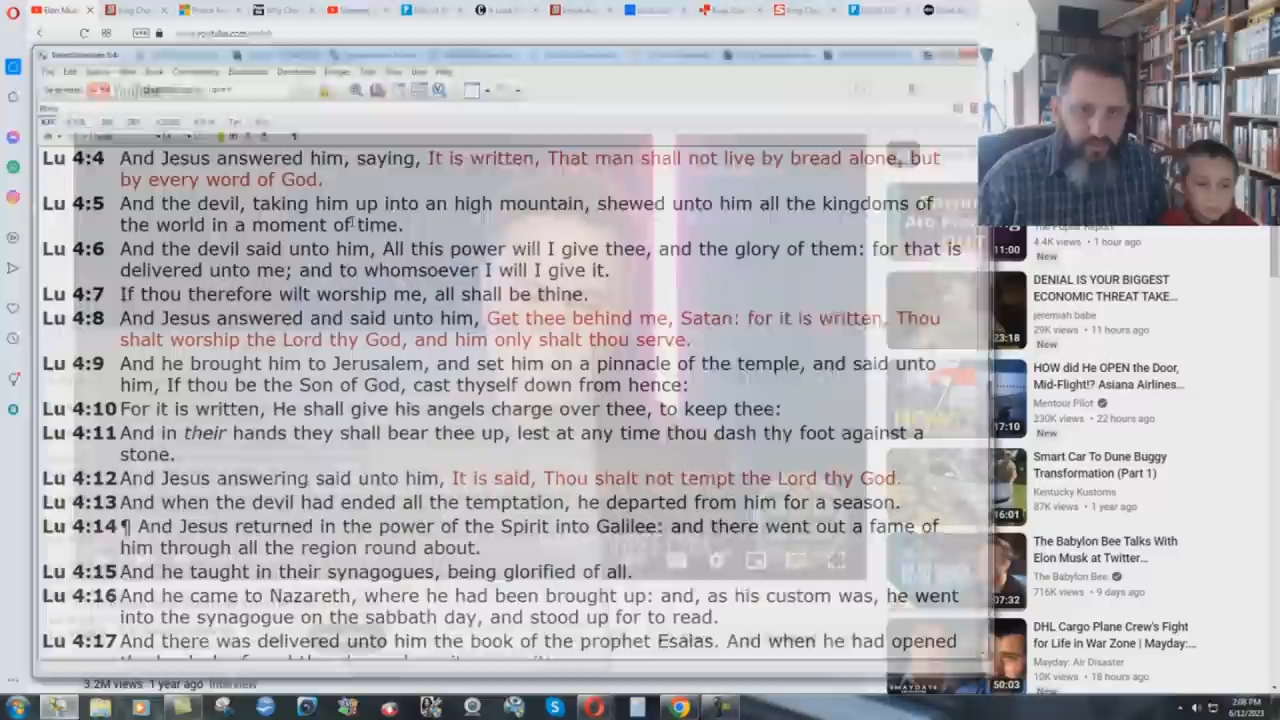 Elon Mus
www.youtube.com/watch
Edit
Lu 4:4 And Jesus answered him, saying, It is written, That man shall not live by bread alone, but
by every word of God.
Lu 4:5 And the devil, taking him up into an high mountain, shewed unto him all the kingdoms of
the world in a moment of time.
Lu 4:6 And the devil said unto him, All this power will I give thee, and the glory of them: for that is
delivered unto me; and to whomsoever I will I give it.
Lu 4:7 If thou therefore wilt worship me, all shall be thine.
Lu 4:8 And Jesus answered and said unto him, Get thee behind me, Satan: for it is written, Thou
shalt worship the Lord thy God, and him only shalt thou serve.
Lu 4:9 And he brought him to Jerusalem, and set him on a pinnacle of the temple, and said unto
him, If thou be the Son of God, cast thyself down from hence:
Lu 4:10 For it is written, He shall give his angels charge over thee, to keep thee:
Lu 4:11 And in their hands they shall bear thee up, lest at any time thou dash thy foot against a
stone.
Lu 4:12 And Jesus answering said unto him, It is said, Thou shalt not tempt the Lord thy God.
Lu 4:13 And when the devil had ended all the temptation, he departed from him for a season.
Lu 4:14 ¶ And Jesus returned in the power of the Spirit into Galilee: and there went out a fame of
him through all the region round about.
Lu 4:15 And he taught in their synagogues, being glorified of all.
Lu 4:16 And he came to Nazareth, where he had been brought up: and, as his custom was, he went
into the synagogue on the sabbath day, and stood up for to read.
Lu 4:17 And there was delivered unto him the book of the prophet Esaias. And when he had opened
3.2M views 1 year ago Interview
4.4K views • 1 hour ago
New
11:00
DENIAL IS YOUR BIGGEST
ECONOMIC THREAT TAKE...
jeremiah babe
29K views • 11 hours ago
New
23:18
HOW did He OPEN the Door,
Mid-Flight!? Asiana Airlines...
Mentour Pilot
230K views • 22 hours ago
New
17:10
Smart Car To Dune Buggy
Transformation (Part 1)
Kentucky Kustoms
87K views • 1 year ago
16:01
The Babylon Bee Talks With
Elon Musk at Twitter...
The Babylon Bee
716K views • 9 days ago
07:32
DHL Cargo Plane Crew's Fight
for Life in War Zone | Mayday:...
Mayday: Air Disaster
10K views • 18 hours ago
New
50:03
MAYDAY
2:08 PM
6/12/2023